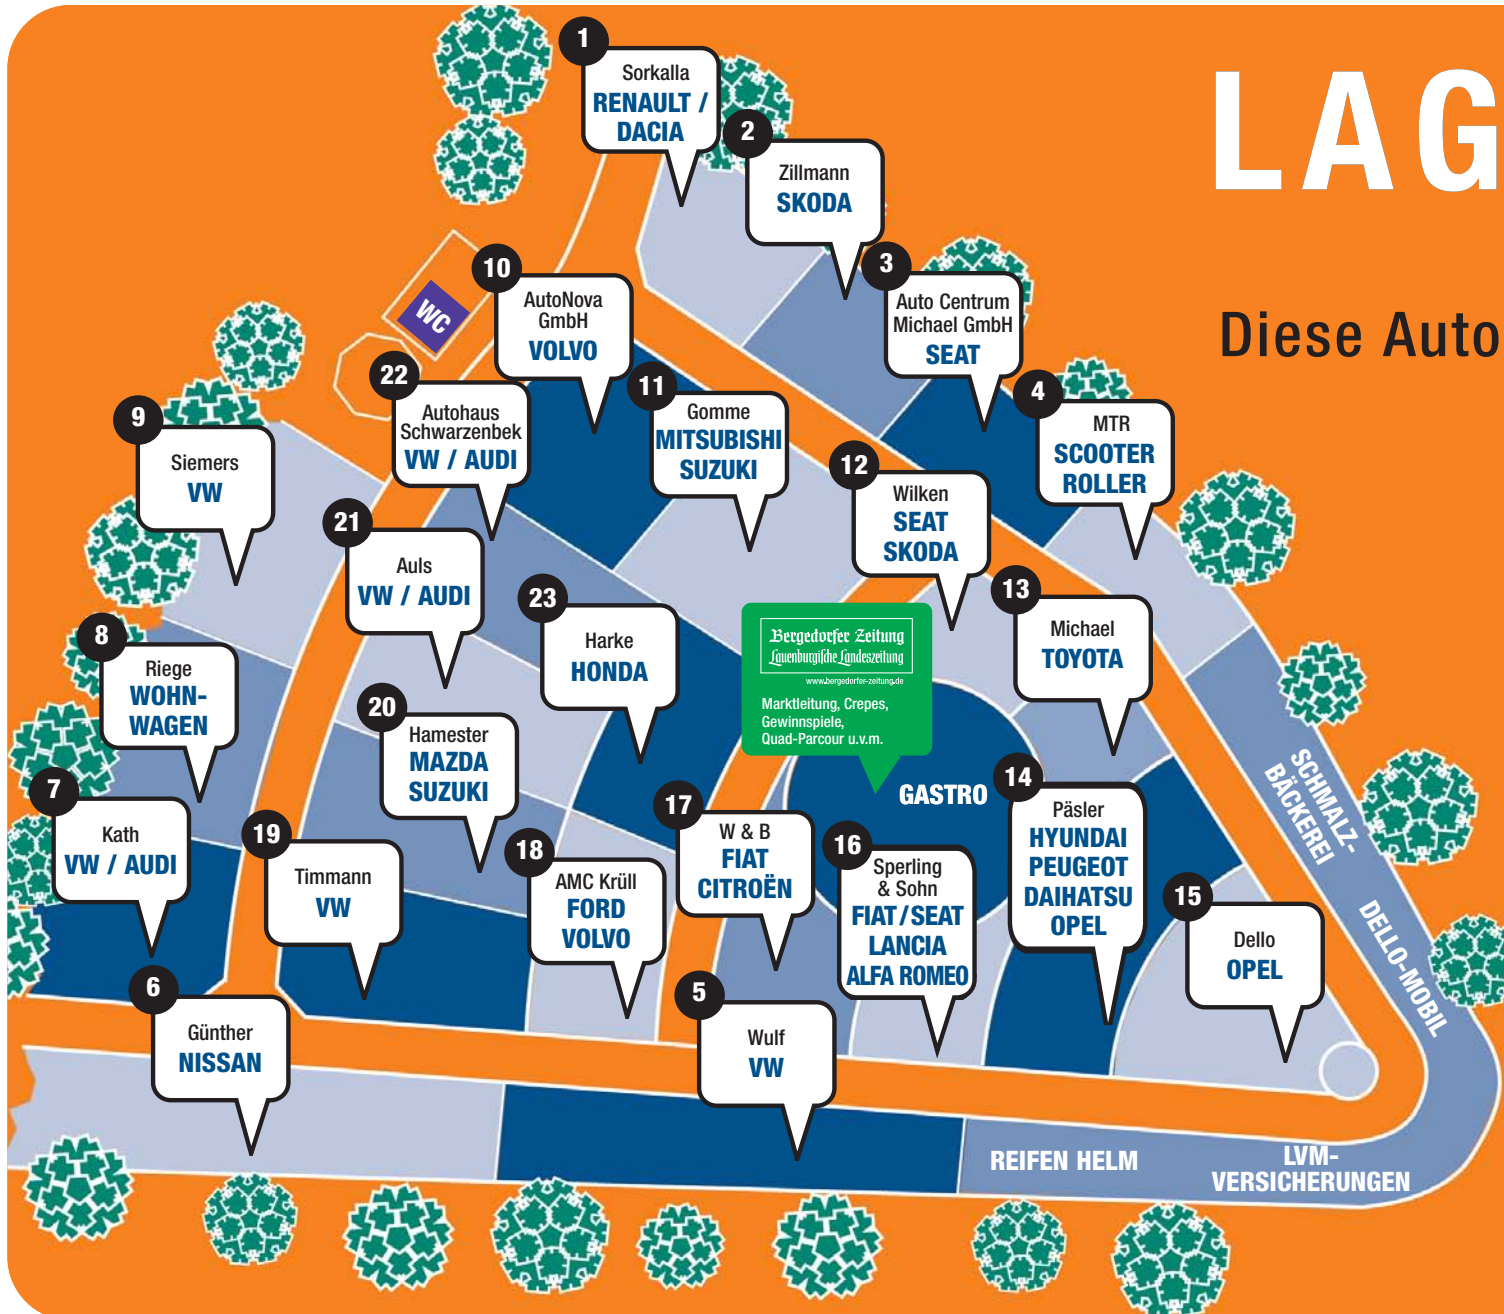 LAG
Diese Auto
1
Sorkalla
RENAULT /
DACIA
2
Zillmann
SKODA
3
Auto Centrum
Michael GmbH
SEAT
4
MTR
SCOOTER
ROLLER
10
AutoNova
GmbH
VOLVO
WC
22
Autohaus
Schwarzenbek
VW / AUDI
11
Gomme
MITSUBISHI
SUZUKI
9
Siemers
VW
12
Wilken
SEAT
SKODA
21
Auls
VW / AUDI
23
Harke
HONDA
13
Michael
TOYOTA
Bergedorfer Zeitung
Lauenburgische Landeszeitung
www.bergedorfer-zeitung.de
Marktleitung, Crepes,
Gewinnspiele,
Quad-Parcour u.v.m.
GASTRO
8
Riege
WOHN-
WAGEN
20
Hamester
MAZDA
SUZUKI
7
Kath
VW / AUDI
19
Timmann
VW
18
AMC Krüll
FORD
VOLVO
17
W & B
FIAT
CITROËN
16
Sperling
& Sohn
FIAT / SEAT
LANCIA
ALFA ROMEO
14
Päsler
HYUNDAI
PEUGEOT
DAIHATSU
OPEL
15
Dello
OPEL
SCHMALZ-
BÄCKEREI
DELLO-MOBIL
6
Günther
NISSAN
5
Wulf
VW
REIFEN HELM
LVM-
VERSICHERUNGEN